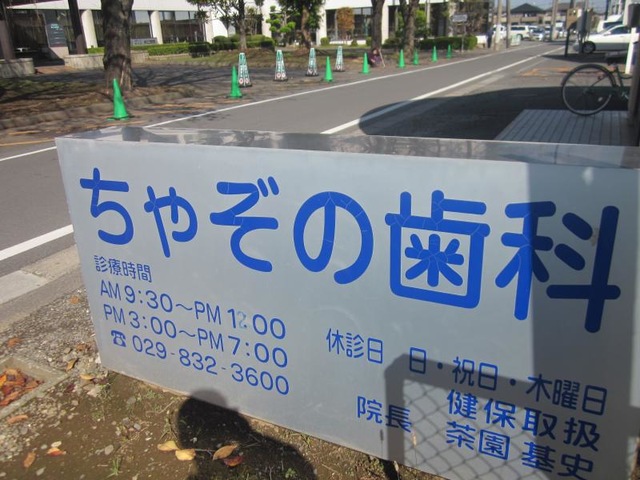 ちゃぞの歯科
診療時間
AM 9:30～PM 12:00
PM 3:00～PM 7:00
☎ 029-832-3600
休診日 日・祝日・木曜日
健保取扱
院長 茶園基史